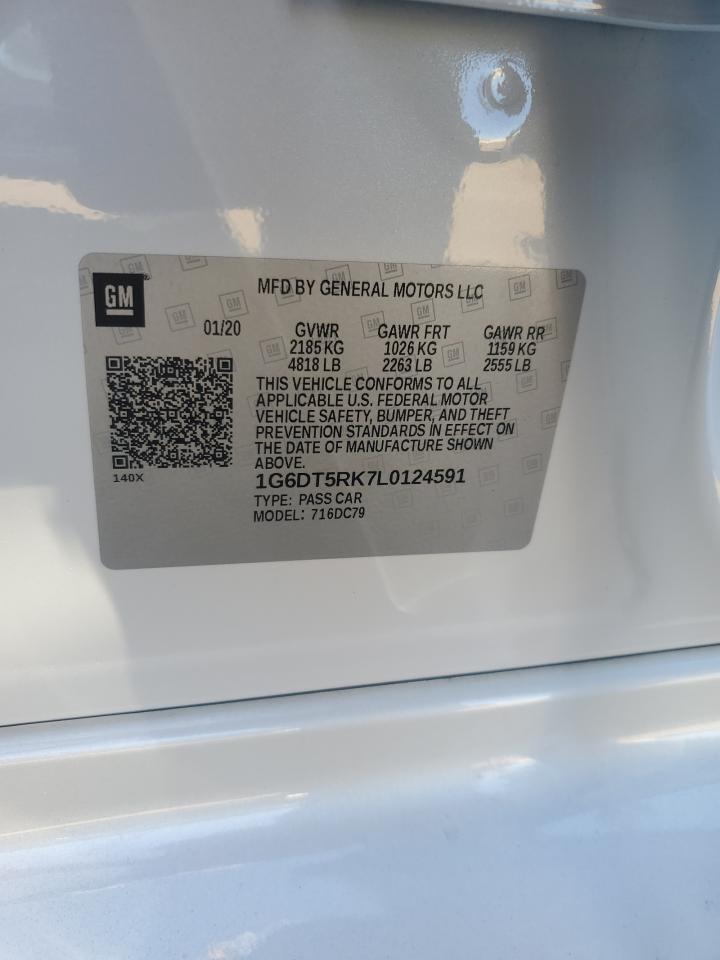 GM
MFD BY GENERAL MOTORS LLC
01/20 GVWR GAWR FRT GAWR RR
2185 KG 1026 KG 1159 KG
4818 LB 2263 LB 2555 LB
THIS VEHICLE CONFORMS TO ALL
APPLICABLE U.S. FEDERAL MOTOR
VEHICLE SAFETY, BUMPER, AND THEFT
PREVENTION STANDARDS IN EFFECT ON
THE DATE OF MANUFACTURE SHOWN
ABOVE.
140X
1G6DT5RK7L0124591
TYPE: PASS CAR
MODEL: 716DC79